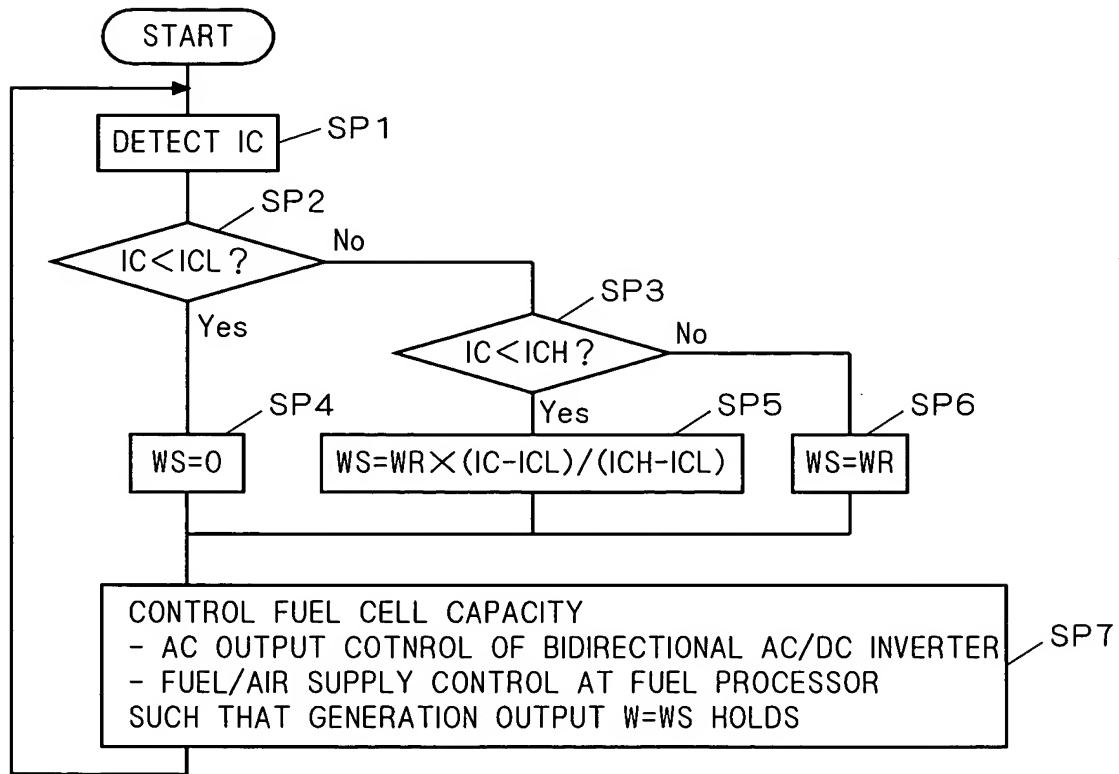 START
DETECT IC
SP1
SP2
IC<ICL?
No
Yes
SP3
IC<ICH?
No
Yes
SP4
WS=0
SP5
WS=WR×(IC-ICL)/(ICH-ICL)
SP6
WS=WR
CONTROL FUEL CELL CAPACITY
- AC OUTPUT COTNROL OF BIDIRECTIONAL AC/DC INVERTER
- FUEL/AIR SUPPLY CONTROL AT FUEL PROCESSOR
SUCH THAT GENERATION OUTPUT W=WS HOLDS
SP7